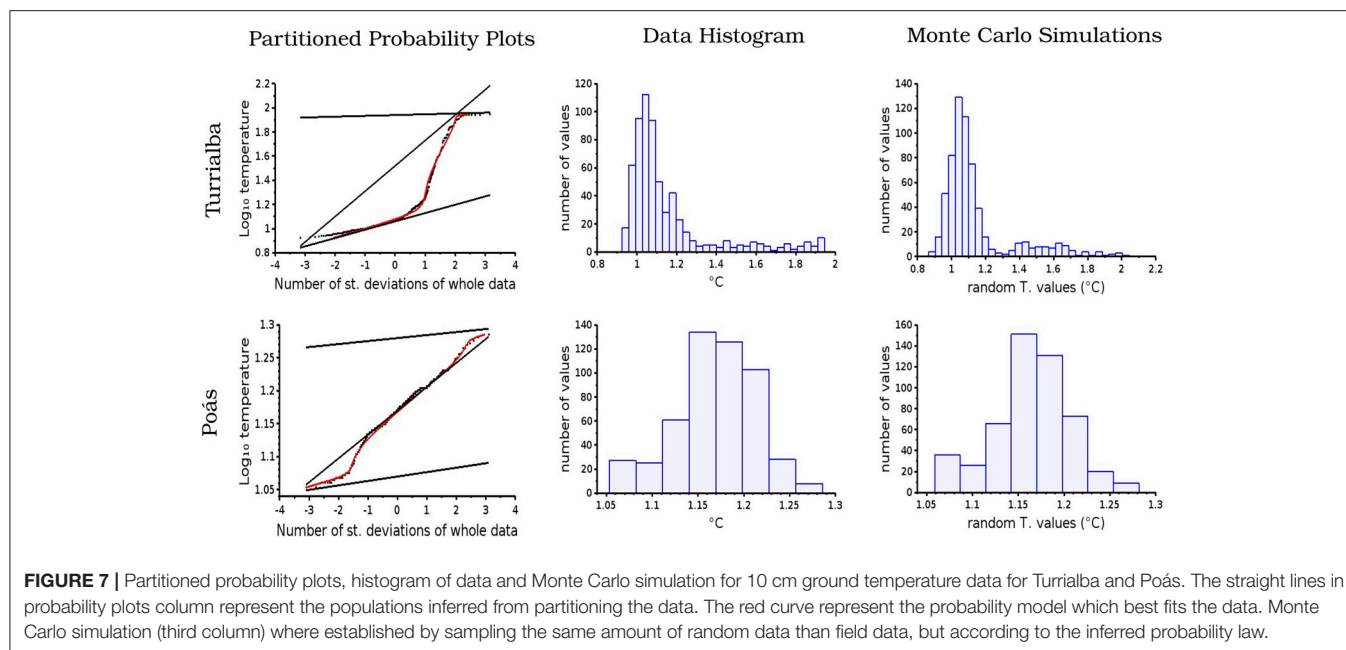 Partitioned Probability Plots
Data Histogram
Monte Carlo Simulations
Turrialba
Log₁₀ temperature
2.2
2
1.8
1.6
1.4
1.2
1
0.8
-4 -3 -2 -1 0 1 2 3 4
Number of st. deviations of whole data
number of values
120
100
80
60
40
20
0
0.8 1 1.2 1.4 1.6 1.8 2
°C
number of values
140
120
100
80
60
40
20
0
0.8 1 1.2 1.4 1.6 1.8 2 2.2
random T. values (°C)
Poás
Log₁₀ temperature
1.3
1.25
1.2
1.15
1.1
1.05
-4 -3 -2 -1 0 1 2 3 4
Number of st. deviations of whole data
number of values
140
120
100
80
60
40
20
0
1.05 1.1 1.15 1.2 1.25 1.3
°C
number of values
160
140
120
100
80
60
40
20
0
1.05 1.1 1.15 1.2 1.25 1.3
random T. values (°C)
FIGURE 7 | Partitioned probability plots, histogram of data and Monte Carlo simulation for 10 cm ground temperature data for Turrialba and Poás. The straight lines in
probability plots column represent the populations inferred from partitioning the data. The red curve represent the probability model which best fits the data. Monte
Carlo simulation (third column) where established by sampling the same amount of random data than field data, but according to the inferred probability law.